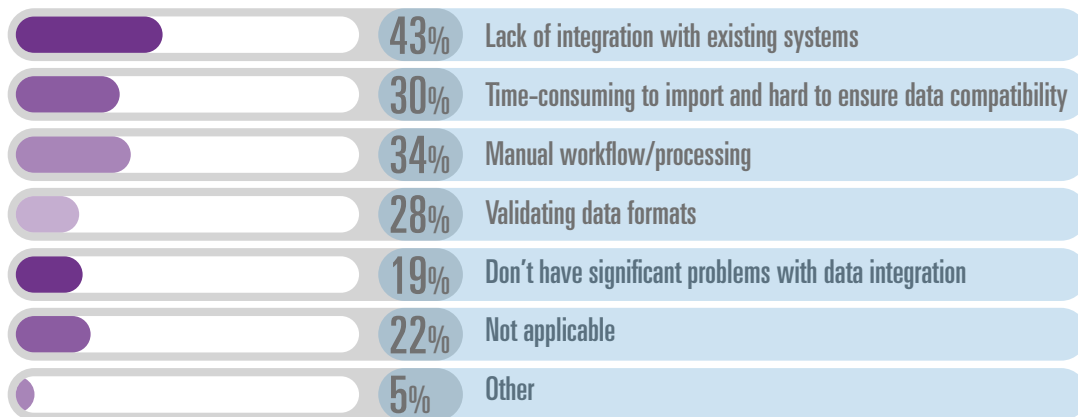 43% Lack of integration with existing systems
30% Time-consuming to import and hard to ensure data compatibility
34% Manual workflow/processing
28% Validating data formats
19% Don't have significant problems with data integration
22% Not applicable
5% Other